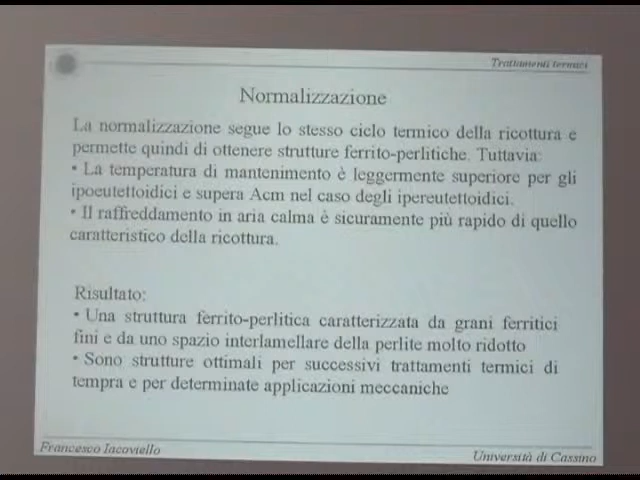 Trattamenti termici
Normalizzazione
La normalizzazione segue lo stesso ciclo termico della ricottura e
permette quindi di ottenere strutture ferrito-perlitiche. Tuttavia:
• La temperatura di mantenimento è leggermente superiore per gli
ipoeutettoidici e supera Acm nel caso degli ipereutettoidici.
• Il raffreddamento in aria calma è sicuramente più rapido di quello
caratteristico della ricottura.
Risultato:
• Una struttura ferrito-perlitica caratterizzata da grani ferritici
fini e da uno spazio interlamellare della perlite molto ridotto
• Sono strutture ottimali per successivi trattamenti termici di
tempra e per determinate applicazioni meccaniche
Francesco Iacoviello
Università di Cassino